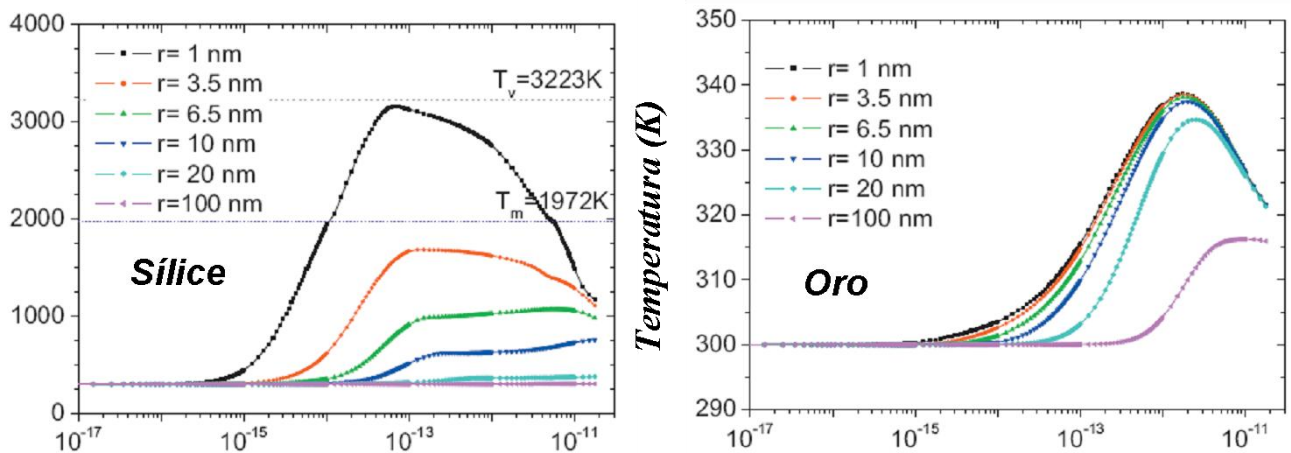 4000
3000
2000
1000
0
r= 1 nm
r= 3.5 nm
r= 6.5 nm
r= 10 nm
r= 20 nm
r=100 nm
T_v=3223K
T_m=1972K
Sílice
10^-17
10^-15
10^-13
10^-11
Temperatura (K)
350
340
330
320
310
300
290
r= 1 nm
r= 3.5 nm
r= 6.5 nm
r= 10 nm
r= 20 nm
r=100 nm
Oro
10^-17
10^-15
10^-13
10^-11